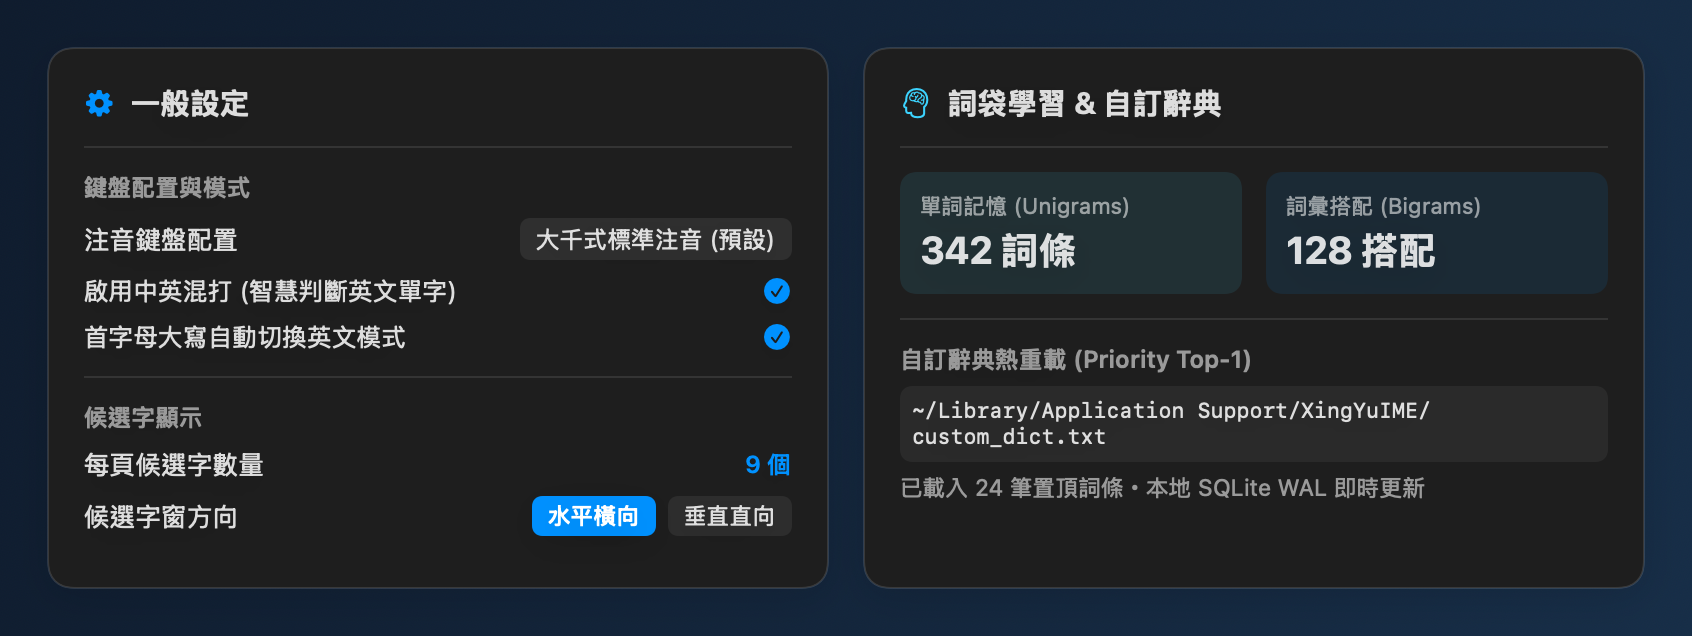 一般設定
鍵盤配置與模式
注音鍵盤配置
大千式標準注音 (預設)
啟用中英混打 (智慧判斷英文單字)
首字母大寫自動切換英文模式
候選字顯示
每頁候選字數量
9 個
候選字窗方向
水平橫向
垂直直向
詞袋學習 & 自訂辭典
單詞記憶 (Unigrams)
342 詞條
詞彙搭配 (Bigrams)
128 搭配
自訂辭典熱重載 (Priority Top-1)
~/Library/Application Support/XingYuIME/
custom_dict.txt
已載入 24 筆置頂詞條・本地 SQLite WAL 即時更新